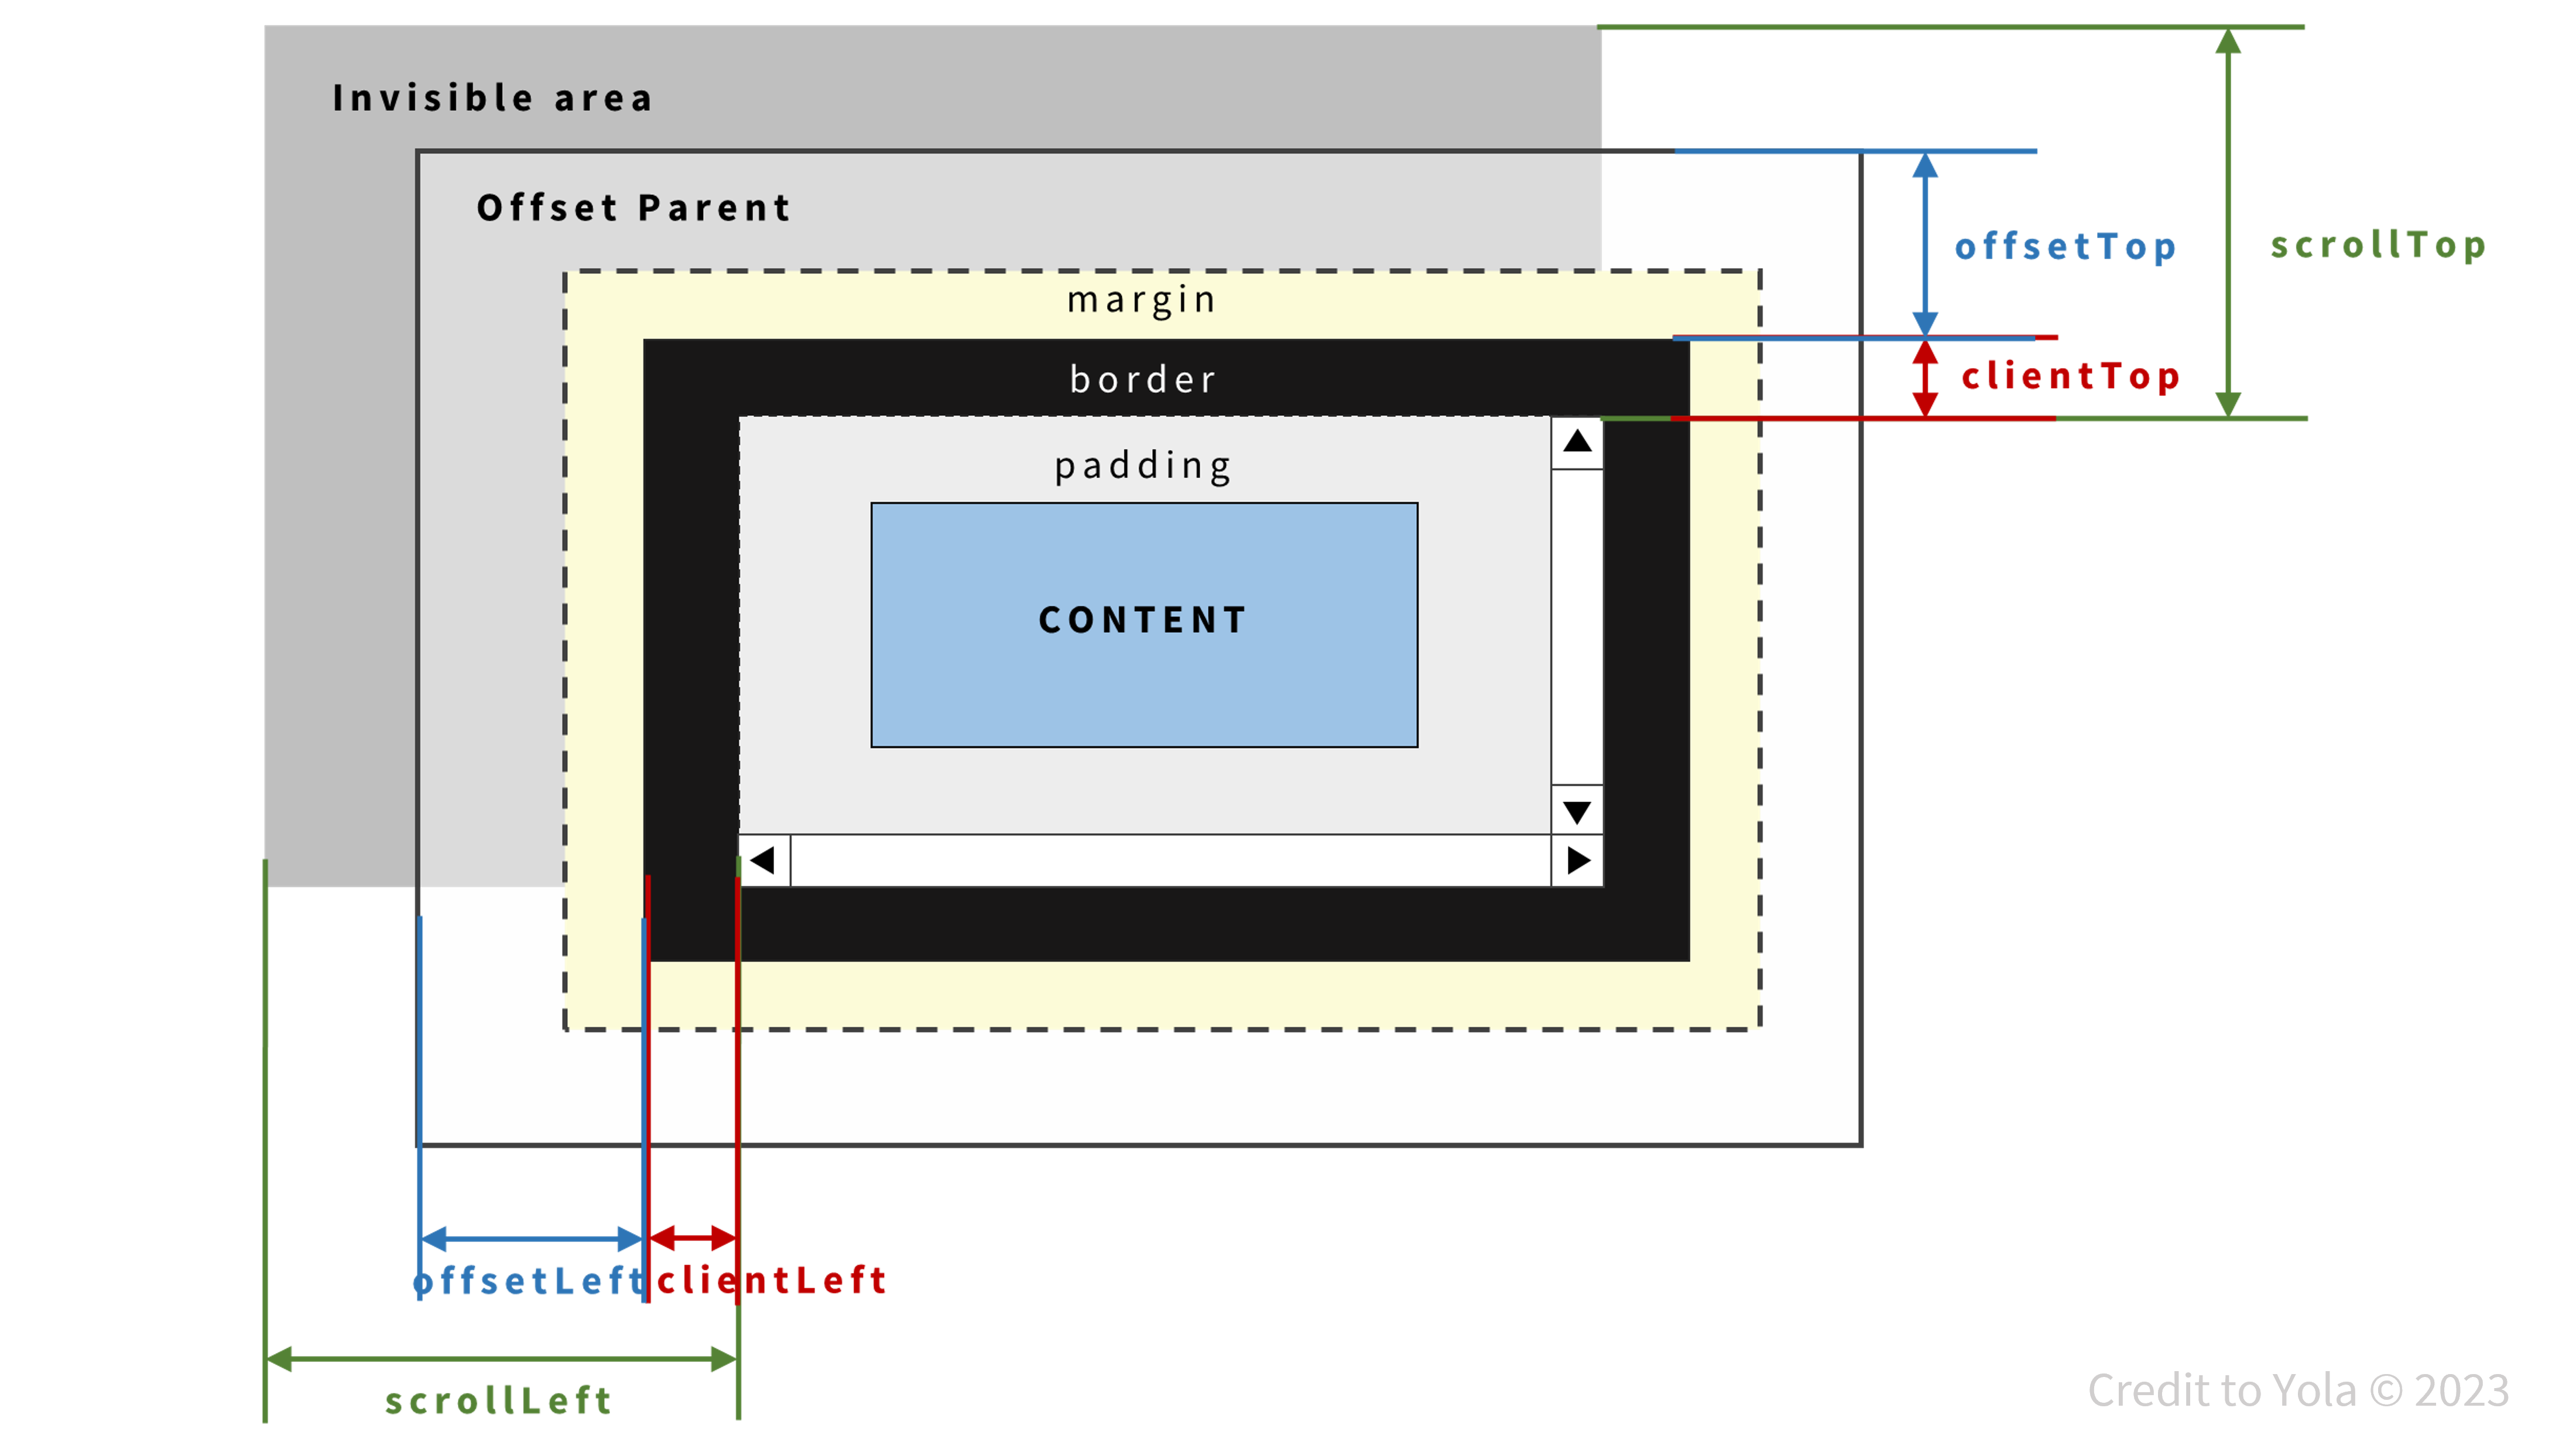 Invisible area
Offset Parent
offsetTop
scrollTop
margin
border
clientTop
padding
CONTENT
offsetLeft
clientLeft
scrollLeft
Credit to Yola © 2023